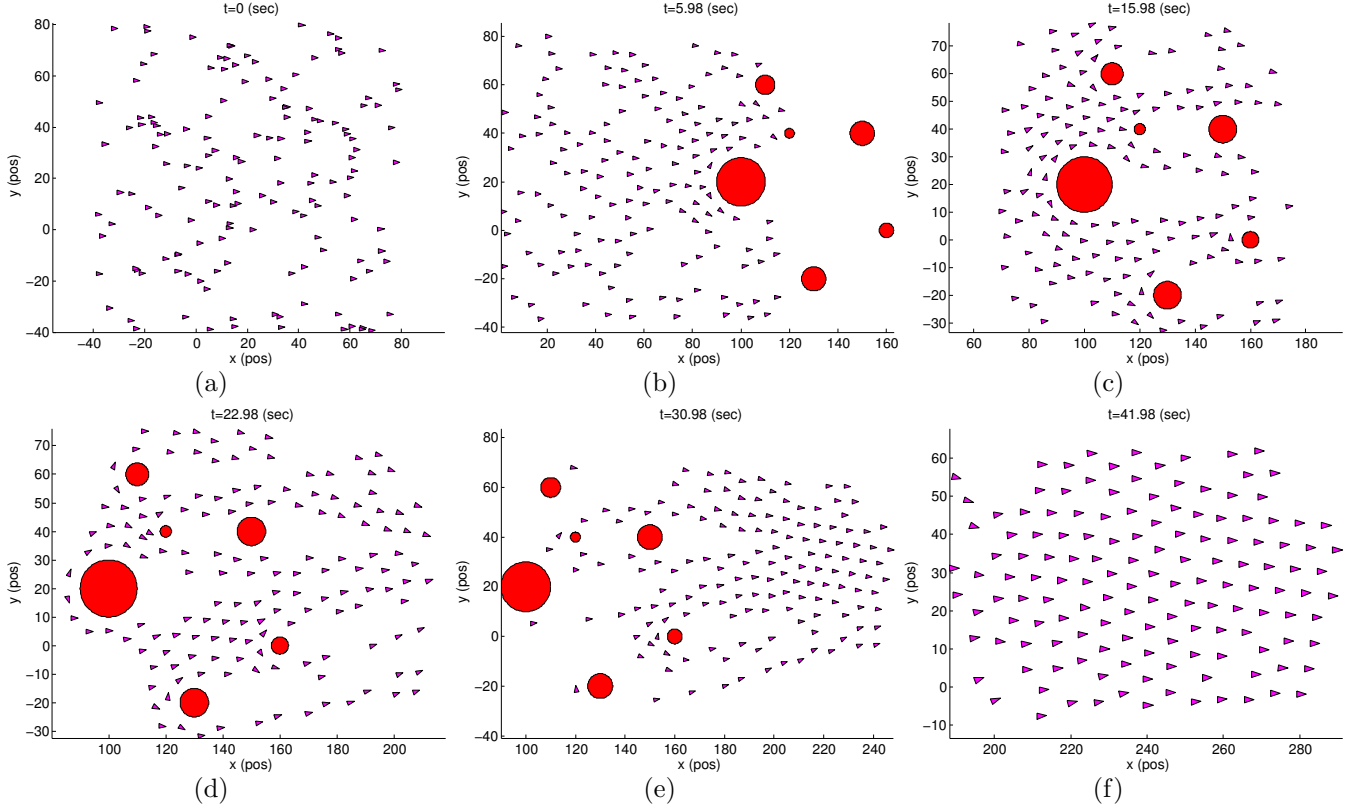 t=0 (sec)
80
60
40
20
0
−20
−40
−40 −20 0 20 40 60 80
x (pos)
y (pos)
(a)
t=5.98 (sec)
80
60
40
20
0
−20
−40
20 40 60 80 100 120 140 160
x (pos)
y (pos)
(b)
t=15.98 (sec)
70
60
50
40
30
20
10
0
−10
−20
−30
60 80 100 120 140 160 180
x (pos)
y (pos)
(c)
t=22.98 (sec)
70
60
50
40
30
20
10
0
−10
−20
−30
100 120 140 160 180 200
x (pos)
y (pos)
(d)
t=30.98 (sec)
80
60
40
20
0
−20
−40
100 120 140 160 180 200 220 240
x (pos)
y (pos)
(e)
t=41.98 (sec)
60
50
40
30
20
10
0
−10
200 220 240 260 280
x (pos)
y (pos)
(f)